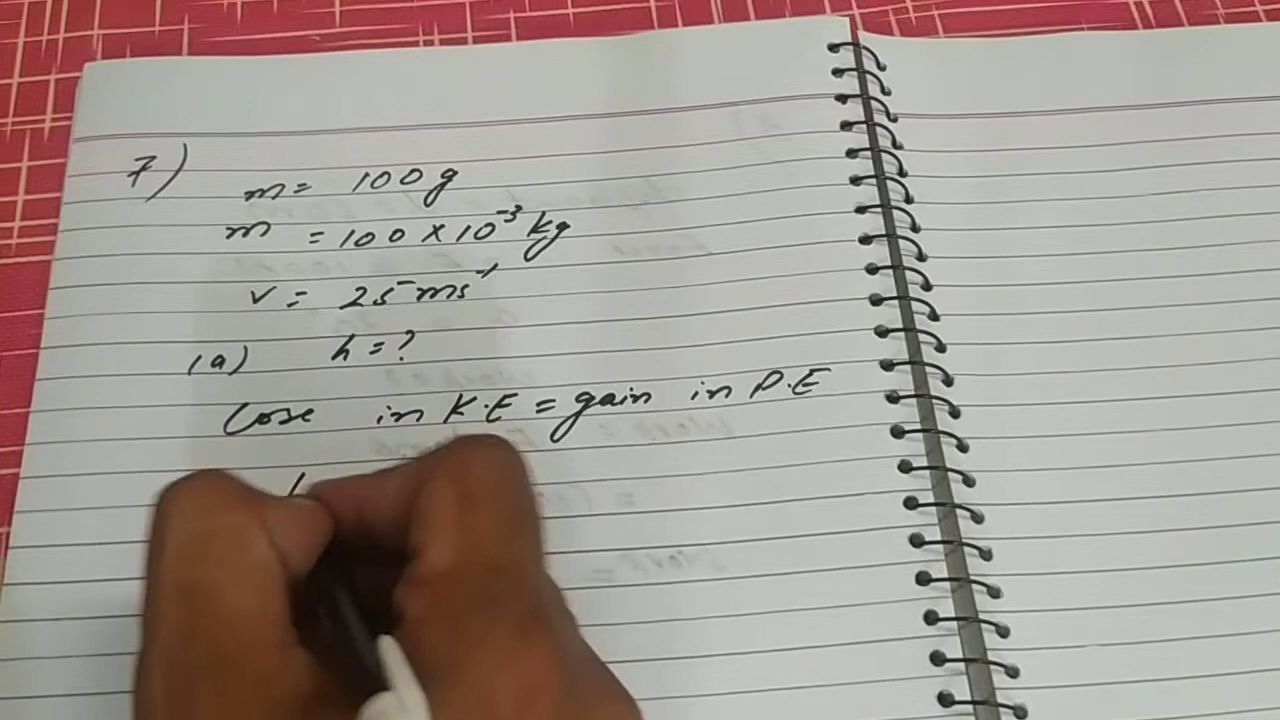 7)
m = 100g
m = 100 × 10⁻³ kg
v = 25 ms⁻¹
(a) h = ?
Lose in K.E = gain in P.E